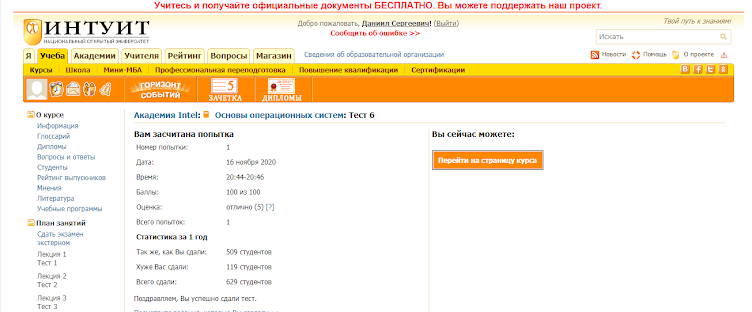 Учитесь и получайте официальные документы БЕСПЛАТНО. Вы можете поддержать наш проект.
ИНТУИТ
НАЦИОНАЛЬНЫЙ ОТКРЫТЫЙ УНИВЕРСИТЕТ
Добро пожаловать, Даниил Сергеевич! (Выйти)
Сообщить об ошибке >>
Твой путь к знаниям!
Искать...
Я Учеба Академии Учителя Рейтинг Вопросы Магазин
Сведения об образовательной организации
Новости Помощь О проекте
Курсы Школа Мини-МБА Профессиональная переподготовка Повышение квалификации Сертификации
ГОРИЗОНТ СОБЫТИЙ
5
ЗАЧЕТКА
ДИПЛОМЫ
О курсе
Информация
Глоссарий
Дипломы
Вопросы и ответы
Студенты
Рейтинг выпускников
Мнения
Литература
Учебные программы
План занятий
Сдать экзамен
экстерном
Лекция 1
Тест 1
Лекция 2
Тест 2
Лекция 3
Тест 3
Академия Intel: Основы операционных систем: Тест 6
Вам засчитана попытка
Номер попытки: 1
Дата: 16 ноября 2020
Время: 20:44-20:46
Баллы: 100 из 100
Оценка: отлично (5) [?]
Всего попыток: 1
Статистика за 1 год
Так же, как Вы сдали: 509 студентов
Хуже Вас сдали: 119 студентов
Всего сдали: 629 студентов
Поздравляем, Вы успешно сдали тест.
Вы сейчас можете:
Перейти на страницу курса